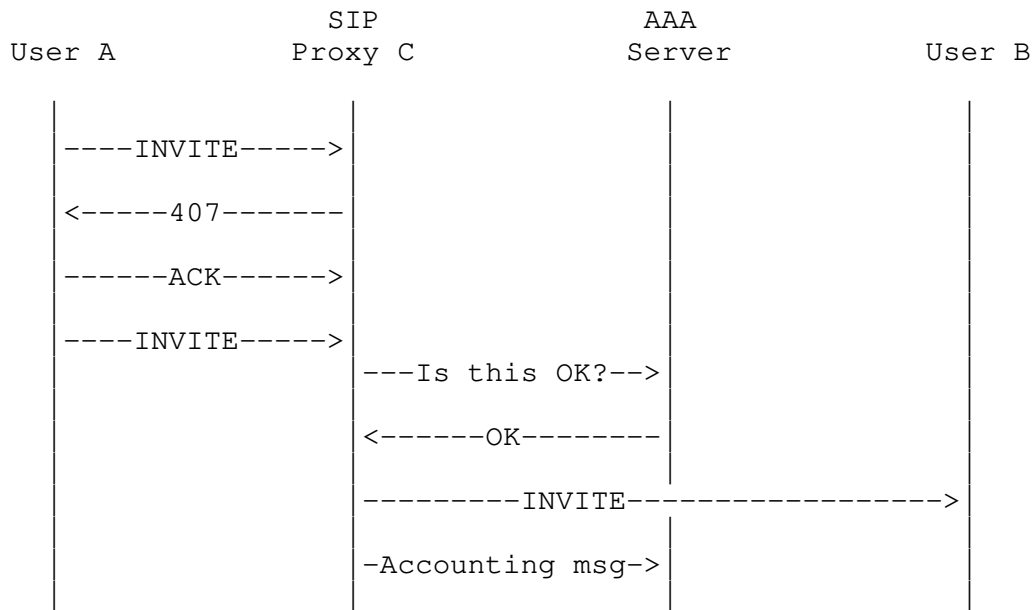 SIP AAA
User A Proxy C Server User B
----INVITE----->
<-----407-------
------ACK------>
----INVITE----->
---Is this OK?-->
<------OK--------
---------INVITE------------------>
-Accounting msg->